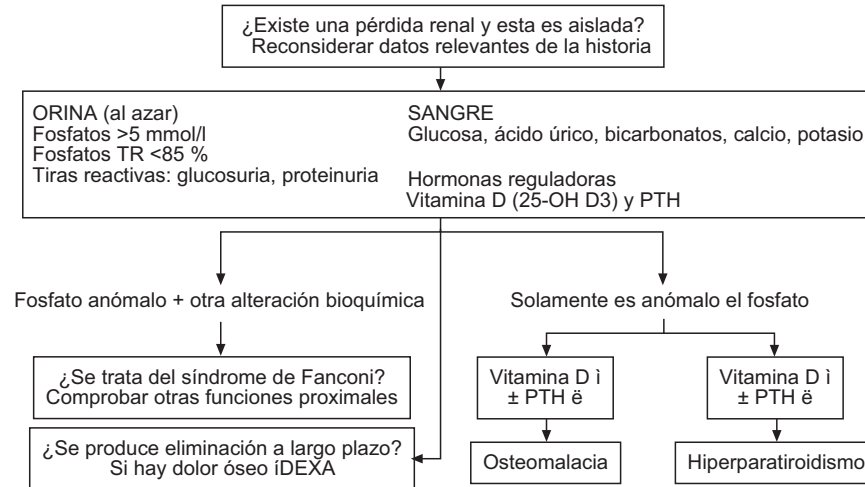 ¿Existe una pérdida renal y esta es aislada?
Reconsiderar datos relevantes de la historia
ORINA (al azar)
Fosfatos >5 mmol/l
Fosfatos TR <85 %
Tiras reactivas: glucosuria, proteinuria
SANGRE
Glucosa, ácido úrico, bicarbonatos, calcio, potasio
Hormonas reguladoras
Vitamina D (25-OH D3) y PTH
Fosfato anómalo + otra alteración bioquímica
Solamente es anómalo el fosfato
¿Se trata del síndrome de Fanconi?
Comprobar otras funciones proximales
Vitamina D ì
± PTH ë
Vitamina D ì
± PTH ë
¿Se produce eliminación a largo plazo?
Si hay dolor óseo íDEXA
Osteomalacia
Hiperparatiroidismo